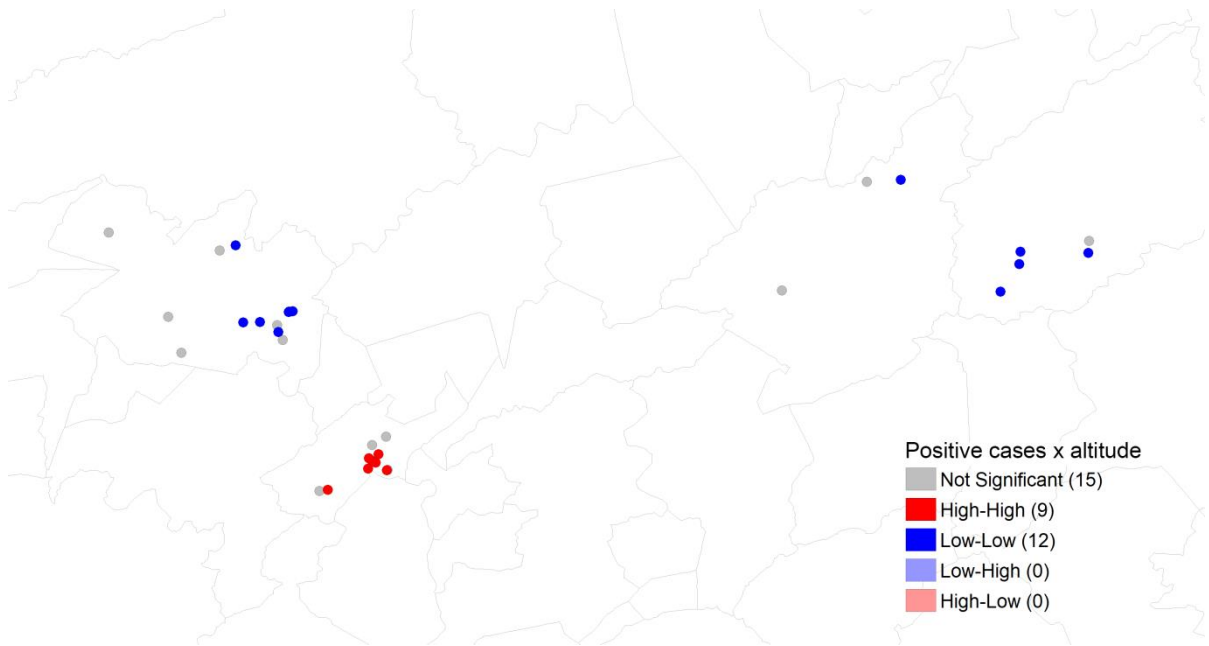 Positive cases x altitude
Not Significant (15)
High-High (9)
Low-Low (12)
Low-High (0)
High-Low (0)